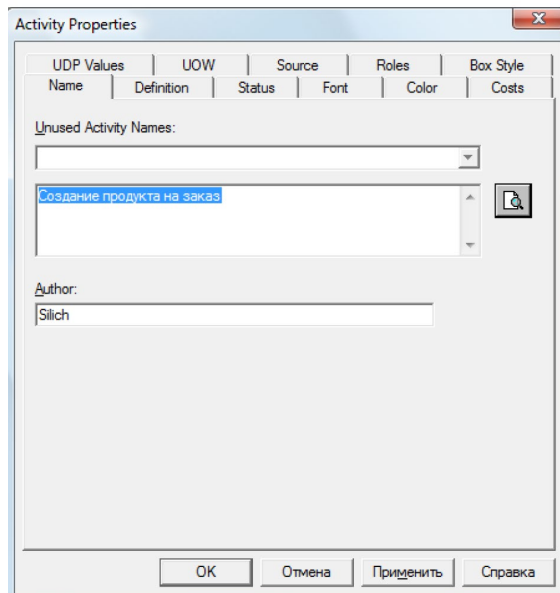 Activity Properties
UDP Values UOW Source Roles Box Style
Name Definition Status Font Color Costs
Unused Activity Names:
Создание продукта на заказ
Author:
Silich
OK Отмена Применить Справка